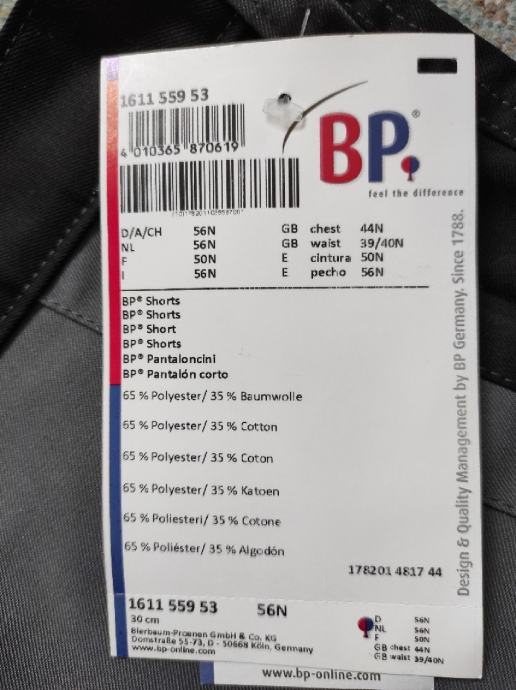 1611 559 53
4 010365 870619
BP®
feel the difference
D/A/CH 56N GB chest 44N
NL 56N GB waist 39/40N
F 50N E cintura 50N
I 56N E pecho 56N
BP® Shorts
BP® Shorts
BP® Short
BP® Shorts
BP® Pantaloncini
BP® Pantalón corto
65 % Polyester/ 35 % Baumwolle
65 % Polyester/ 35 % Cotton
65 % Polyester/ 35 % Coton
65 % Polyester/ 35 % Katoen
65 % Poliesteri/ 35 % Cotone
65 % Poliéster/ 35 % Algodón
178201 4817 44
Design & Quality Management by BP Germany. Since 1788.
1611 559 53 56N
30 cm
Bierbaum-Proenen GmbH & Co. KG
Domstraße 55-73, D - 50668 Köln, Germany
www.bp-online.com
D 56N
NL 56N
F 50N
GB chest 44N
GB waist 39/40N
www.bp-online.com